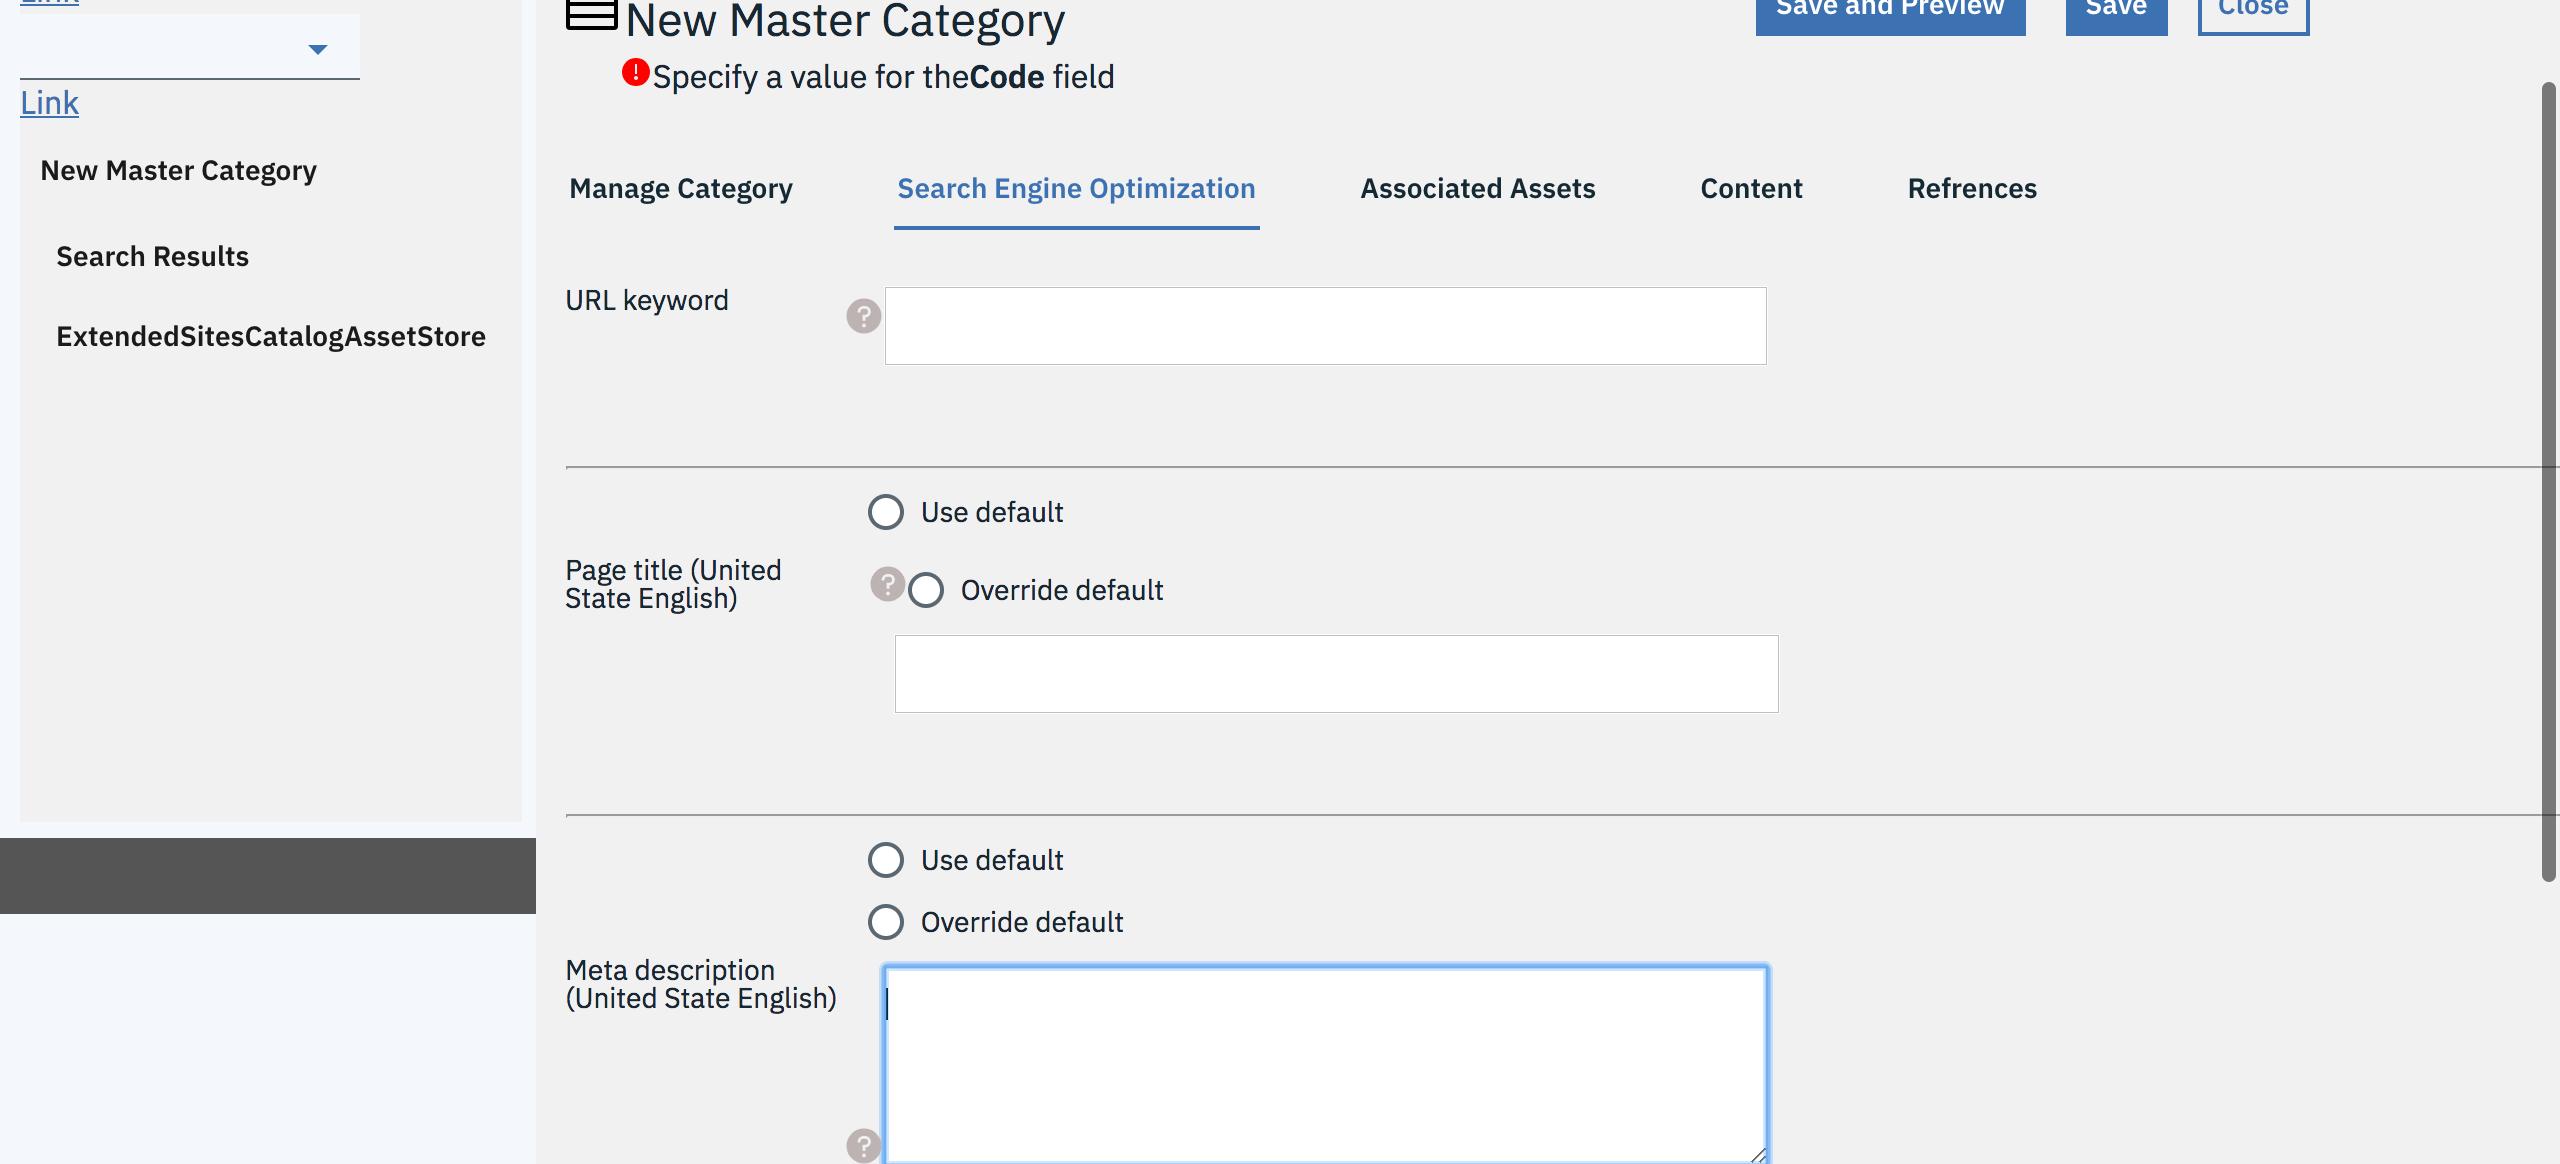 Link
Link
New Master Category
Search Results
ExtendedSitesCatalogAssetStore
New Master Category
Save and Preview
Save
Close
Specify a value for theCode field
Manage Category
Search Engine Optimization
Associated Assets
Content
Refrences
URL keyword
?
Use default
Page title (United
State English)
?
Override default
Use default
Override default
Meta description
(United State English)
?